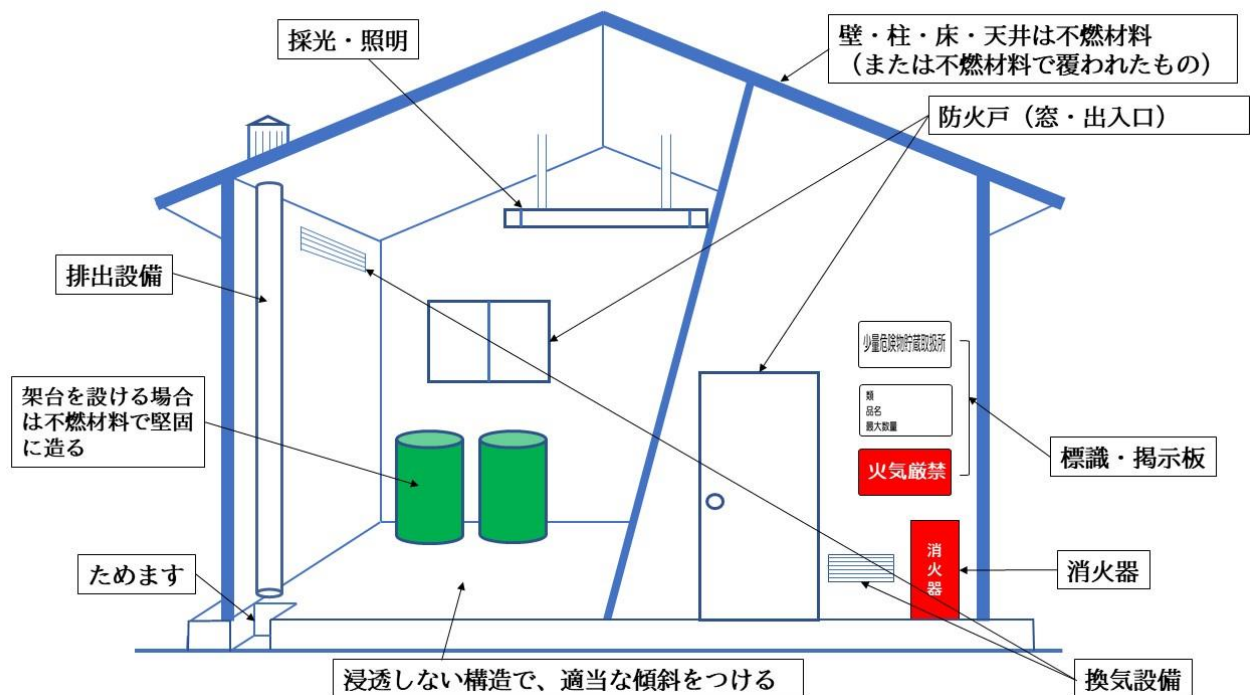 採光・照明
壁・柱・床・天井は不燃材料
（または不燃材料で覆われたもの）
防火戸（窓・出入口）
排出設備
少量危険物貯蔵取扱所
類
品名
最大数量
火気厳禁
架台を設ける場合
は不燃材料で堅固
に造る
標識・掲示板
ためます
消火器
消火器
浸透しない構造で、適当な傾斜をつける
換気設備